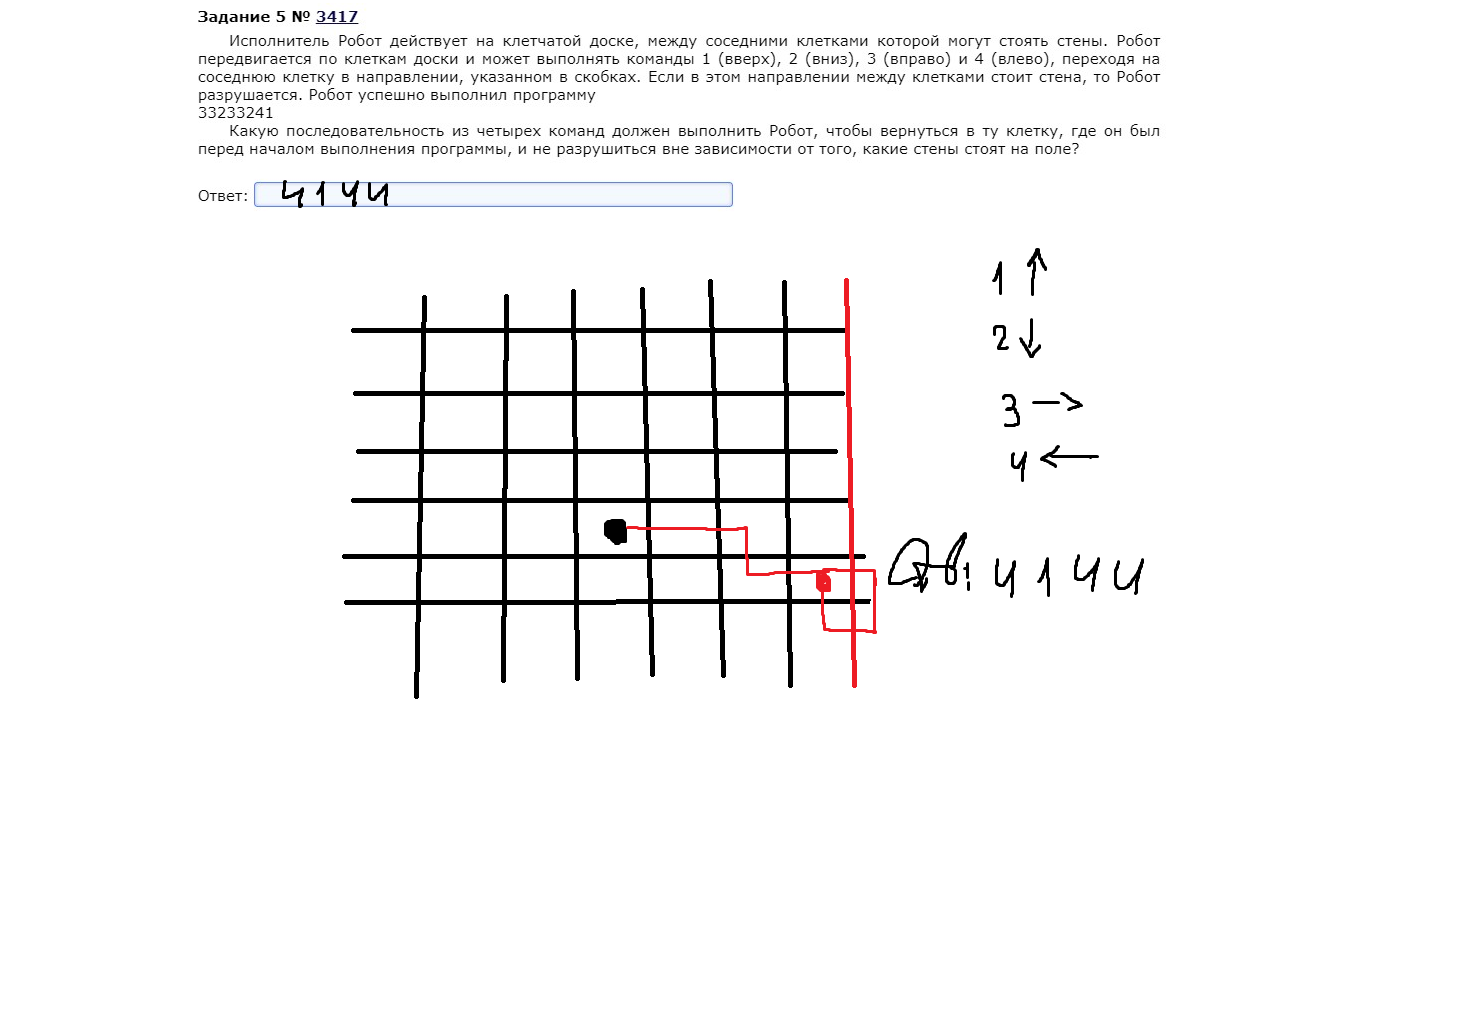 Задание 5 № 3417
Исполнитель Робот действует на клетчатой доске, между соседними клетками которой могут стоять стены. Робот
передвигается по клеткам доски и может выполнять команды 1 (вверх), 2 (вниз), 3 (вправо) и 4 (влево), переходя на
соседнюю клетку в направлении, указанном в скобках. Если в этом направлении между клетками стоит стена, то Робот
разрушается. Робот успешно выполнил программу
33233241
Какую последовательность из четырех команд должен выполнить Робот, чтобы вернуться в ту клетку, где он был
перед началом выполнения программы, и не разрушиться вне зависимости от того, какие стены стоят на поле?
Ответ: 4144
1 ↑
2 ↓
3 →
4 ←
4144